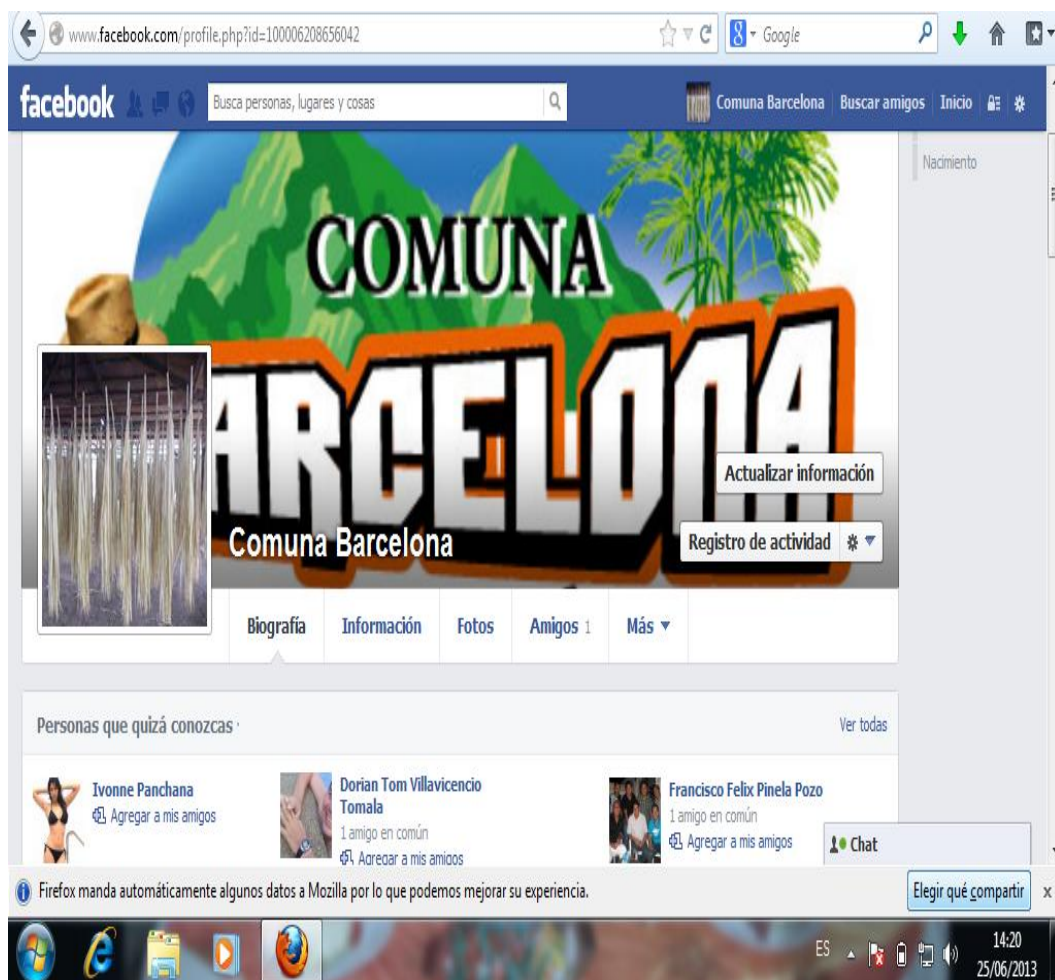 www.facebook.com/profile.php?id=100006208656042
Google
facebook
Busca personas, lugares y cosas
Comuna Barcelona
Buscar amigos
Inicio
Nacimiento
COMUNA
ARCELONA
Actualizar información
Comuna Barcelona
Registro de actividad
Biografía
Información
Fotos
Amigos 1
Más
Personas que quizá conozcas ·
Ver todas
Ivonne Panchana
Agregar a mis amigos
Dorian Tom Villavicencio
Tomala
1 amigo en común
Agregar a mis amigos
Francisco Felix Pinela Pozo
1 amigo en común
Agregar a mis amigos
Chat
Firefox manda automáticamente algunos datos a Mozilla por lo que podemos mejorar su experiencia.
Elegir qué compartir
x
ES
14:20
25/06/2013